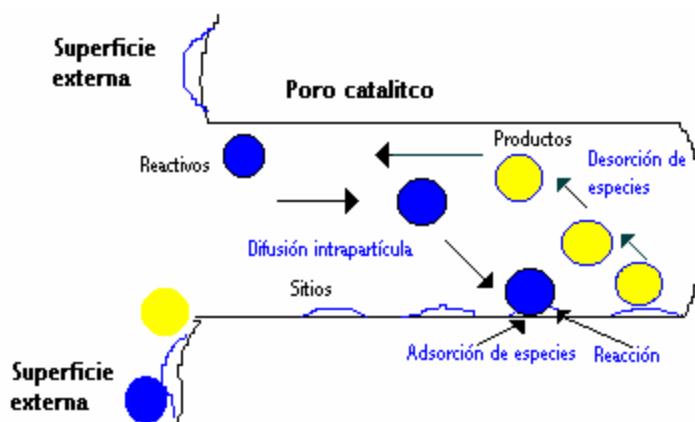 Superficie
externa
Poro catalitco
Reactivos
Productos
Desorción de
especies
Difusión intrapartícula
Sitios
Adsorción de especies
Reacción
Superficie
externa